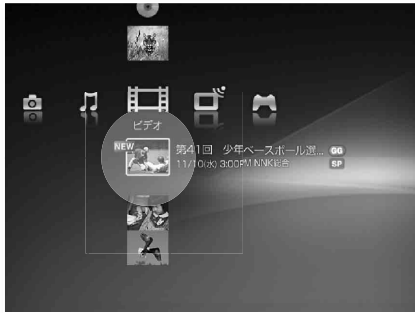 ビデオ
NEW
第41回 少年ベースボール選... GG
11/10(水) 3:00PM NNK総合 SP